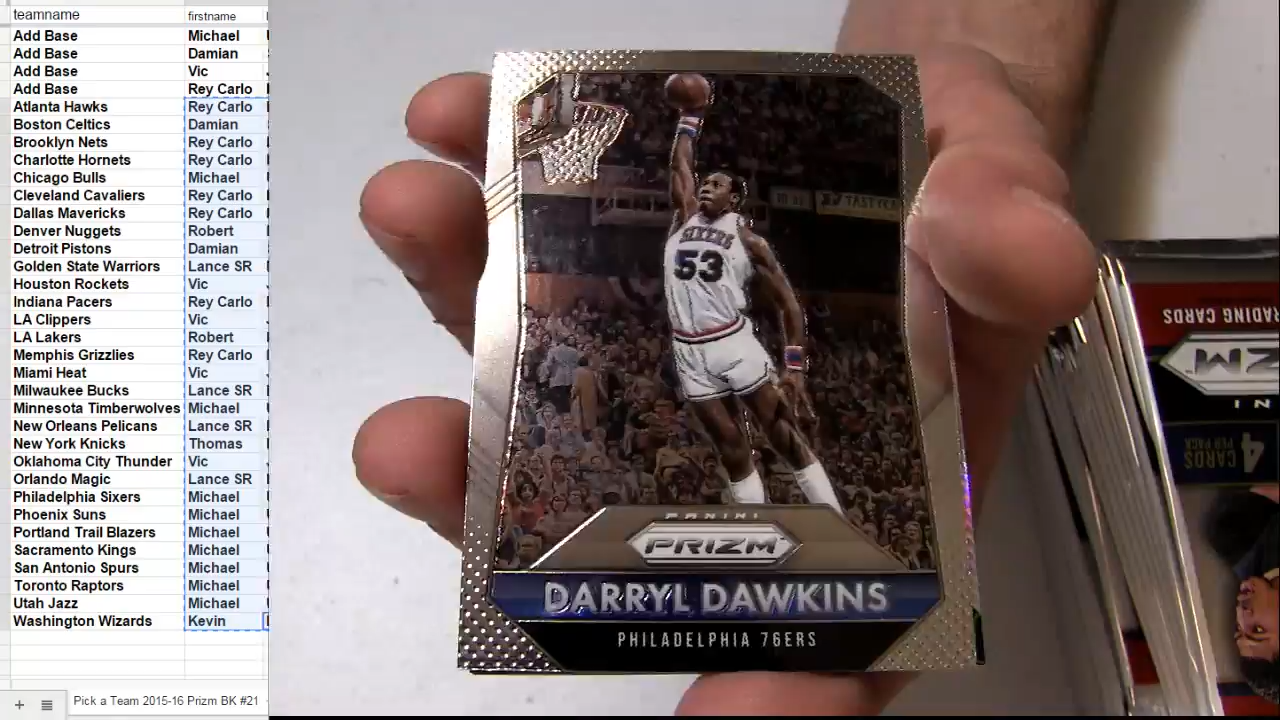 teamname firstname
Add Base Michael
Add Base Damian
Add Base Vic
Add Base Rey Carlo
Atlanta Hawks Rey Carlo
Boston Celtics Damian
Brooklyn Nets Rey Carlo
Charlotte Hornets Rey Carlo
Chicago Bulls Michael
Cleveland Cavaliers Rey Carlo
Dallas Mavericks Rey Carlo
Denver Nuggets Robert
Detroit Pistons Damian
Golden State Warriors Lance SR
Houston Rockets Vic
Indiana Pacers Rey Carlo
LA Clippers Vic
LA Lakers Robert
Memphis Grizzlies Rey Carlo
Miami Heat Vic
Milwaukee Bucks Lance SR
Minnesota Timberwolves Michael
New Orleans Pelicans Lance SR
New York Knicks Thomas
Oklahoma City Thunder Vic
Orlando Magic Lance SR
Philadelphia Sixers Michael
Phoenix Suns Michael
Portland Trail Blazers Michael
Sacramento Kings Michael
San Antonio Spurs Michael
Toronto Raptors Michael
Utah Jazz Michael
Washington Wizards Kevin
Pick a Team 2015-16 Prizm BK #21
TASTYK
SIXERS
53
PANINI
PRIZM
DARRYL DAWKINS
PHILADELPHIA 76ERS
RADING CARDS
ZM
IN
4 CARDS
PER PACK